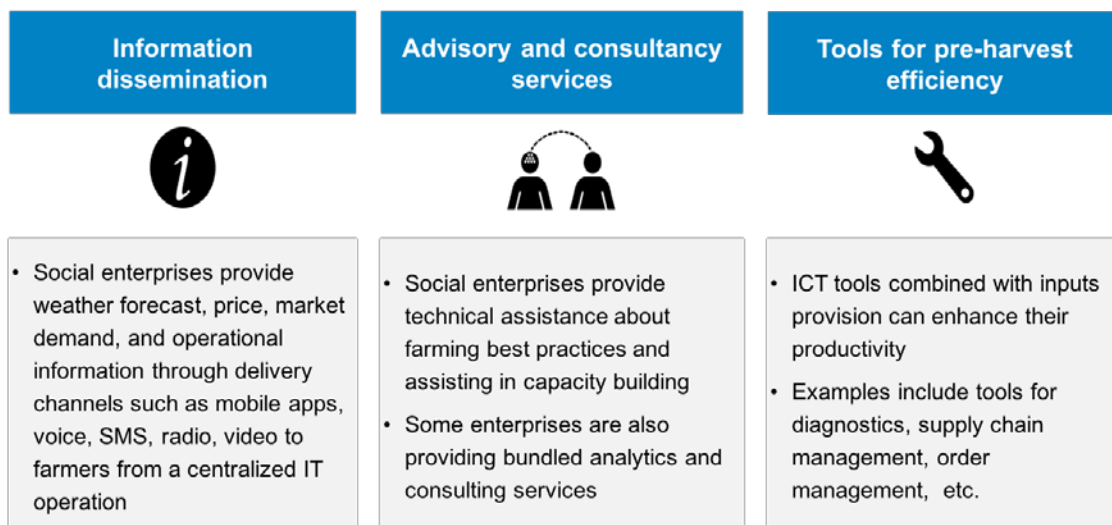 Information
dissemination
Advisory and consultancy
services
Tools for pre-harvest
efficiency
i
• Social enterprises provide
weather forecast, price, market
demand, and operational
information through delivery
channels such as mobile apps,
voice, SMS, radio, video to
farmers from a centralized IT
operation
• Social enterprises provide
technical assistance about
farming best practices and
assisting in capacity building
• Some enterprises are also
providing bundled analytics and
consulting services
• ICT tools combined with inputs
provision can enhance their
productivity
• Examples include tools for
diagnostics, supply chain
management, order
management, etc.